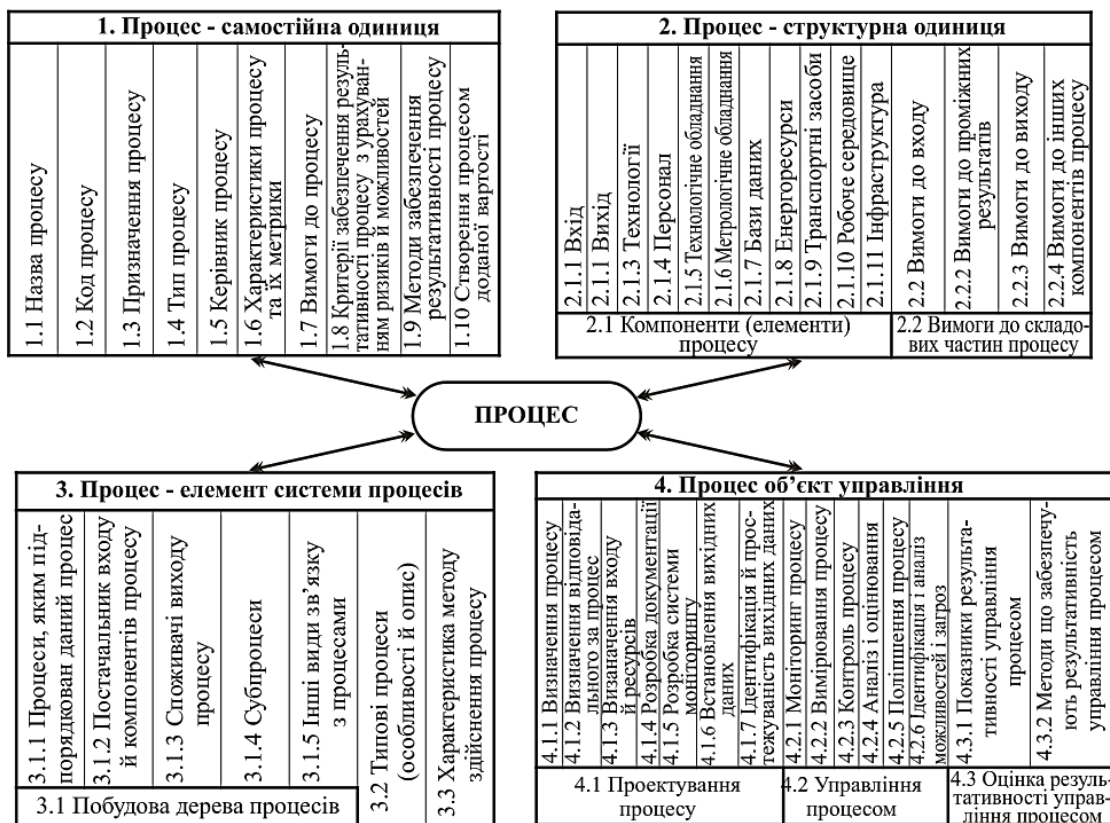 1. Процес - самостійна одиниця
1.1 Назва процесу
1.2 Код процесу
1.3 Призначення процесу
1.4 Тип процесу
1.5 Керівник процесу
1.6 Характеристики процесу
та їх метрики
1.7 Вимоги до процесу
1.8 Критерії забезпечення резуль-
тативності процесу з урахуван-
ням ризиків й можливостей
1.9 Методи забезпечення
результативності процесу
1.10 Створення процесом
доданої вартості
2. Процес - структурна одиниця
2.1.1 Вхід
2.1.1 Вихід
2.1.3 Технології
2.1.4 Персонал
2.1.5 Технологічне обладнання
2.1.6 Метрологічне обладнання
2.1.7 Бази даних
2.1.8 Енергоресурси
2.1.9 Транспортні засоби
2.1.10 Робоче середовище
2.1.11 Інфраструктура
2.2 Вимоги до входу
2.2.2 Вимоги до проміжних
результатів
2.2.3 Вимоги до виходу
2.2.4 Вимоги до інших
компонентів процесу
2.1 Компоненти (елементи)
процесу
2.2 Вимоги до складо-
вих частин процесу
ПРОЦЕС
3. Процес - елемент системи процесів
3.1.1 Процеси, яким під-
порядкован даний процес
3.1.2 Постачальник входу
й компонентів процесу
3.1.3 Споживачі виходу
процесу
3.1.4 Субпроцеси
3.1.5 Інші види зв’язку
з процесами
3.2 Типові процеси
(особливості й опис)
3.3 Характеристика методу
здійснення процесу
3.1 Побудова дерева процесів
4. Процес об’єкт управління
4.1.1 Визначення процесу
4.1.2 Визначення відповіда-
льного за процес
4.1.3 Визаначення входу
й ресурсів
4.1.4 Розробка документації
4.1.5 Розробка системи
моніторингу
4.1.6 Встановлення вихідних
даних
4.1.7 Ідентифікація й прос-
тежуваність вихідних даних
4.2.1 Моніторинг процесу
4.2.2 Вимірювання процесу
4.2.3 Контроль процесу
4.2.4 Аналіз і оцінювання
4.2.5 Поліпшення процесу
4.2.6 Ідентифікація і аналіз
можливостей і загроз
4.3.1 Показники результа-
тивності управління
процесом
4.3.2 Методи що забезпечу-
ють результативність
управління процесом
4.1 Проектування
процесу
4.2 Управління
процесом
4.3 Оцінка резуль-
тативності управ-
ління процесом